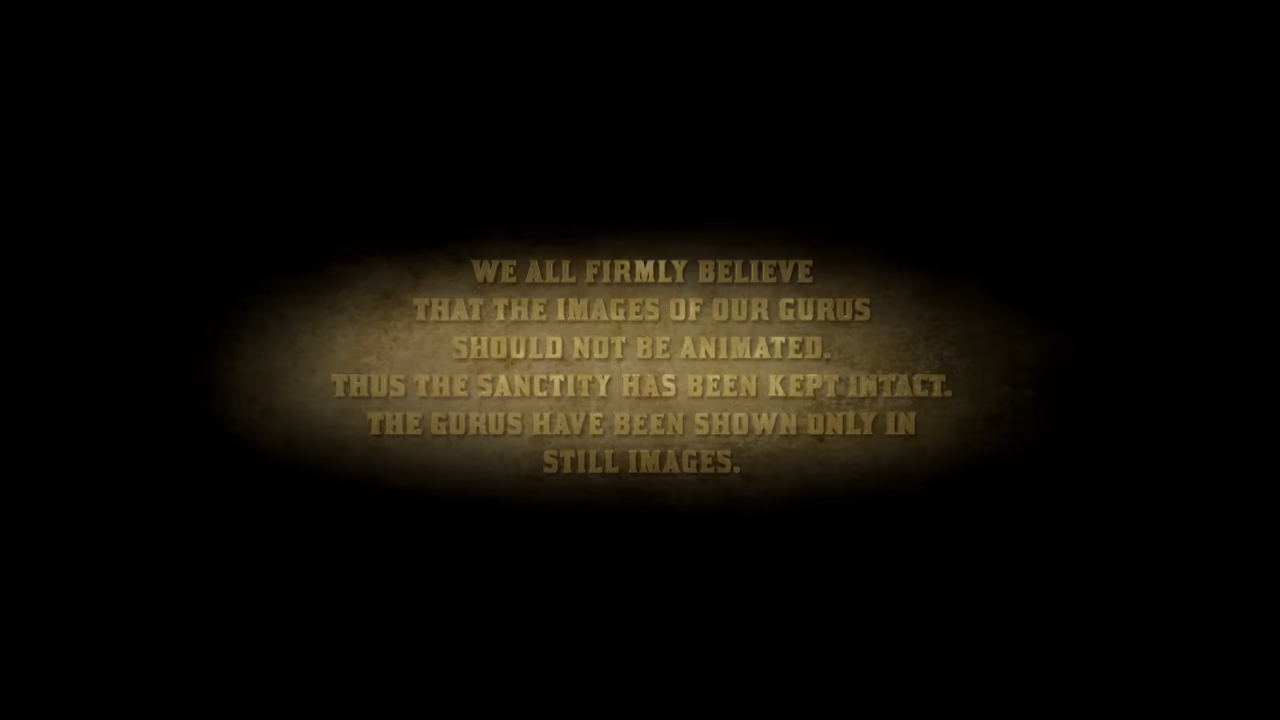 WE ALL FIRMLY BELIEVE
THAT THE IMAGES OF OUR GURUS
SHOULD NOT BE ANIMATED.
THUS THE SANCTITY HAS BEEN KEPT INTACT.
THE GURUS HAVE BEEN SHOWN ONLY IN
STILL IMAGES.